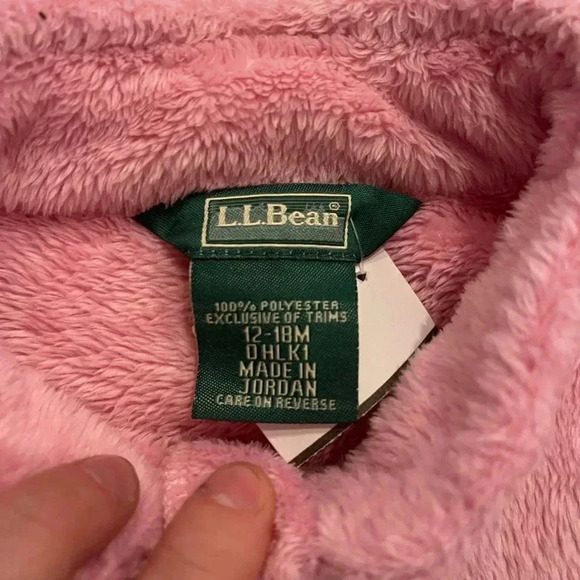 L.L.Bean®
100% POLYESTER
EXCLUSIVE OF TRIMS
12-18M
0HLK1
MADE IN
JORDAN
CARE ON REVERSE